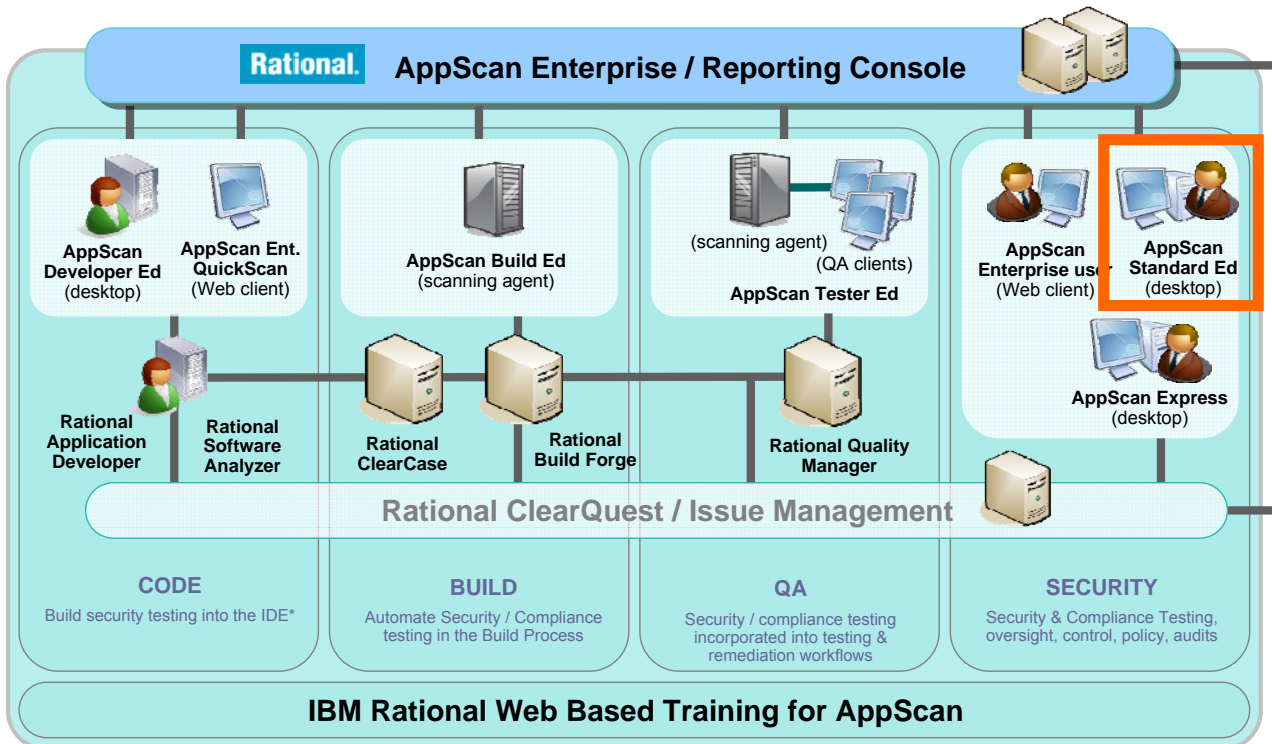 Rational.
AppScan Enterprise / Reporting Console
AppScan
Developer Ed
(desktop)
AppScan Ent.
QuickScan
(Web client)
AppScan Build Ed
(scanning agent)
(scanning agent)
(QA clients)
AppScan Tester Ed
AppScan
Enterprise user
(Web client)
AppScan
Standard Ed
(desktop)
AppScan Express
(desktop)
Rational
Application
Developer
Rational
Software
Analyzer
Rational
ClearCase
Rational
Build Forge
Rational Quality
Manager
Rational ClearQuest / Issue Management
CODE
Build security testing into the IDE*
BUILD
Automate Security / Compliance
testing in the Build Process
QA
Security / compliance testing
incorporated into testing &
remediation workflows
SECURITY
Security & Compliance Testing,
oversight, control, policy, audits
IBM Rational Web Based Training for AppScan